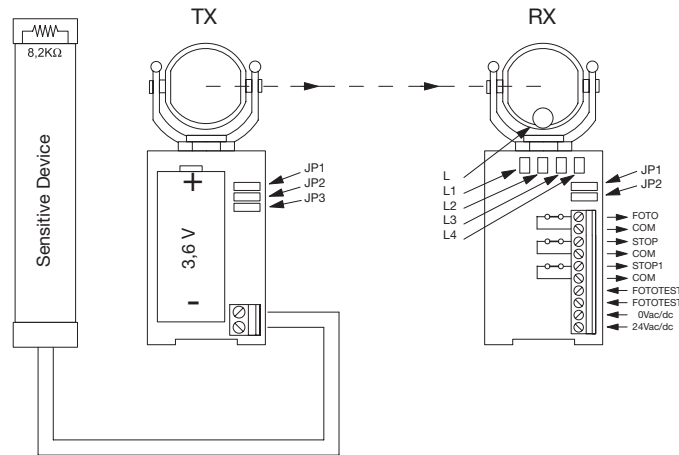 TX
RX
8,2KΩ
Sensitive Device
+
3,6 V
-
JP1
JP2
JP3
L
L1
L2
L3
L4
JP1
JP2
FOTO
COM
STOP
COM
STOP1
COM
FOTOTEST
FOTOTEST
0Vac/dc
24Vac/dc